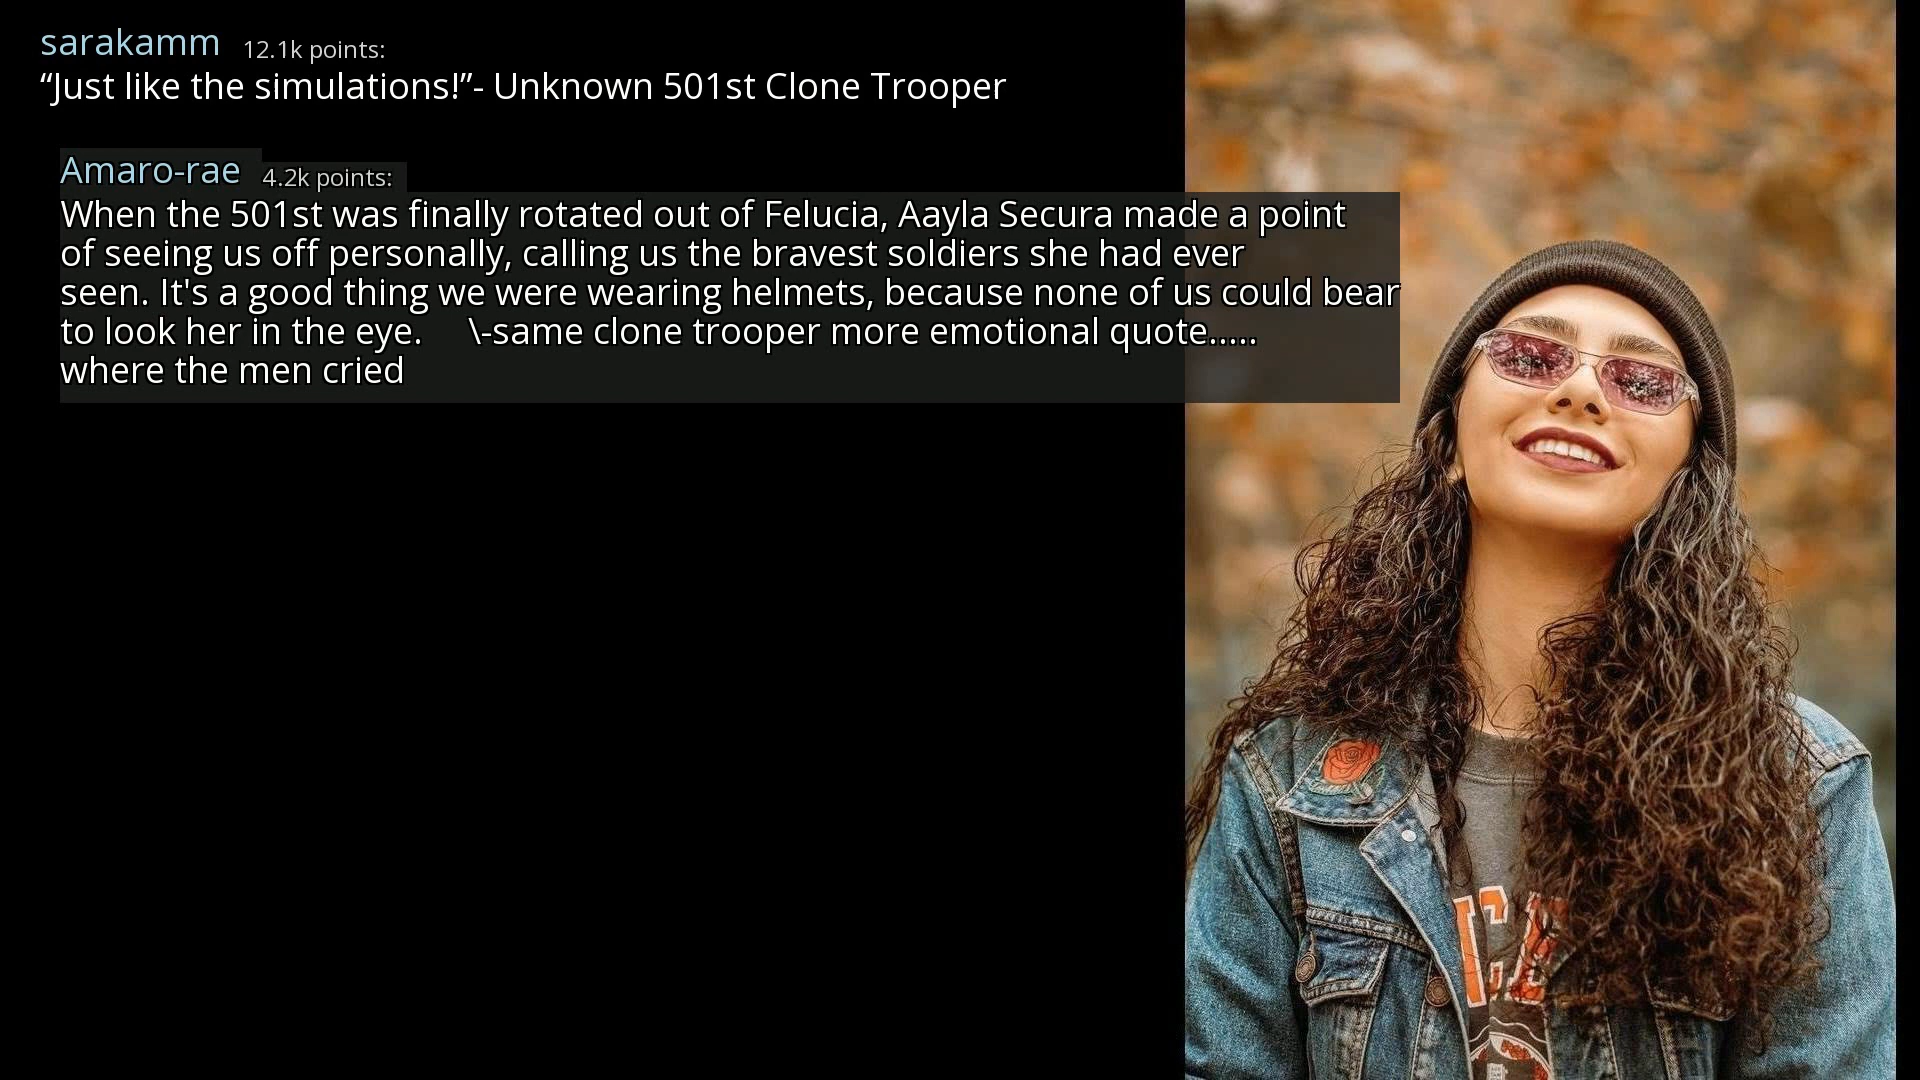 sarakamm 12.1k points:
“Just like the simulations!”- Unknown 501st Clone Trooper
Amaro-rae 4.2k points:
When the 501st was finally rotated out of Felucia, Aayla Secura made a point
of seeing us off personally, calling us the bravest soldiers she had ever
seen. It's a good thing we were wearing helmets, because none of us could bear
to look her in the eye. \-same clone trooper more emotional quote.....
where the men cried